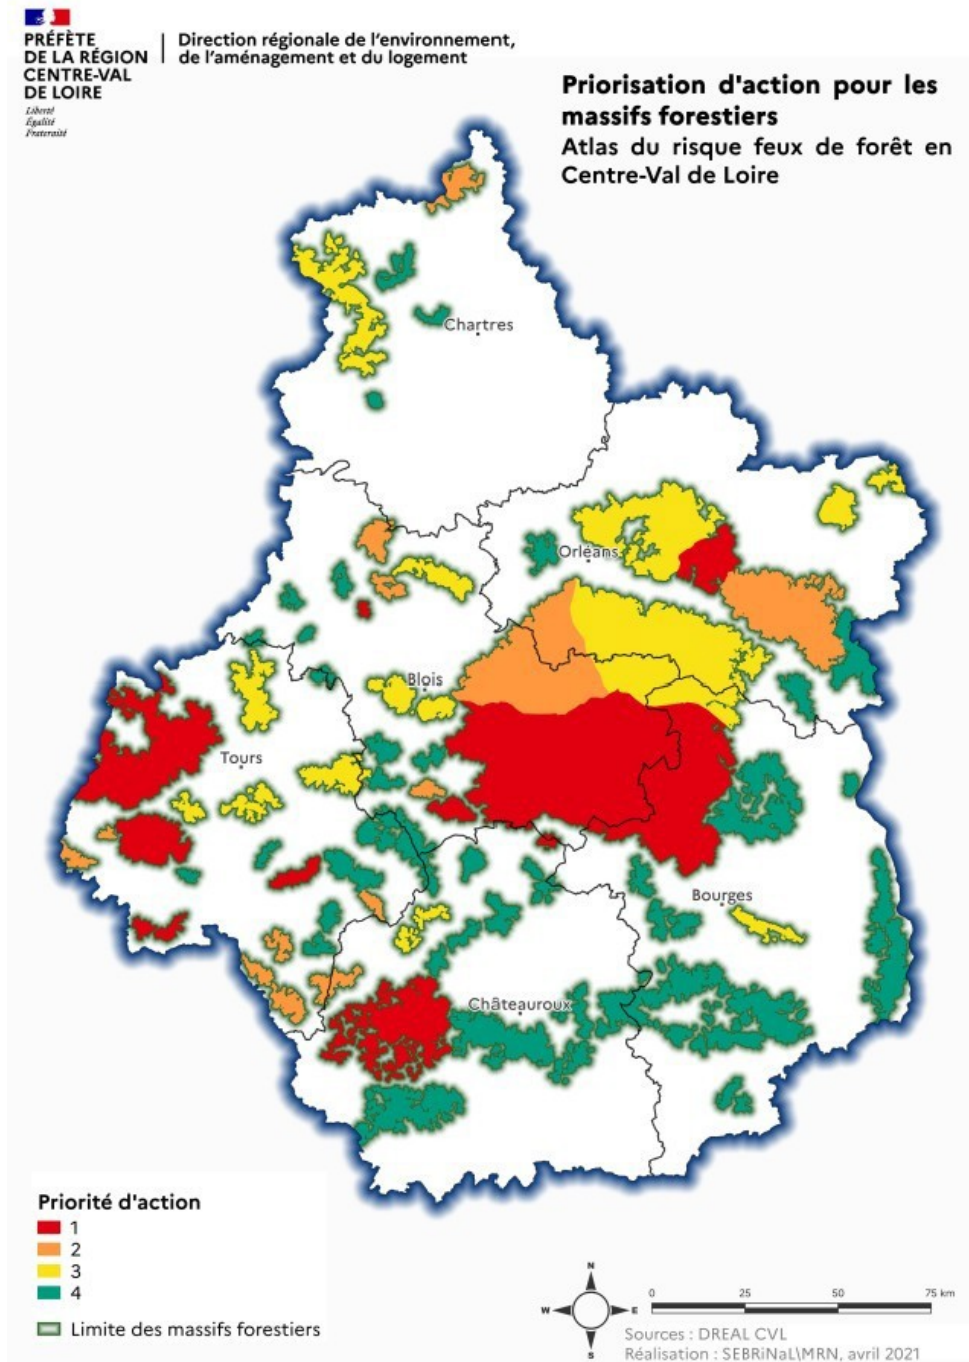 PRÉFÈTE
DE LA RÉGION
CENTRE-VAL
DE LOIRE
Liberté
Égalité
Fraternité
Direction régionale de l'environnement,
de l'aménagement et du logement
Priorisation d'action pour les
massifs forestiers
Atlas du risque feux de forêt en
Centre-Val de Loire
Chartres
Orléans
Blois
Tours
Bourges
Châteauroux
Priorité d'action
1
2
3
4
Limite des massifs forestiers
N
W E
S
0 25 50 75 km
Sources : DREAL CVL
Réalisation : SEBRiNaL\MRN, avril 2021